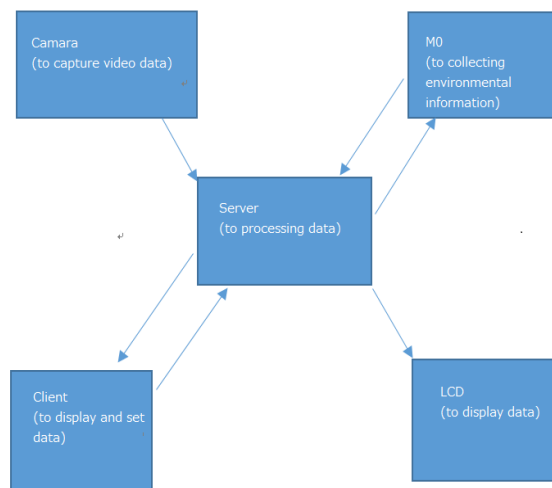 Camara
(to capture video data)
M0
(to collecting
environmental
information)
Server
(to processing data)
Client
(to display and set
data)
LCD
(to display data)